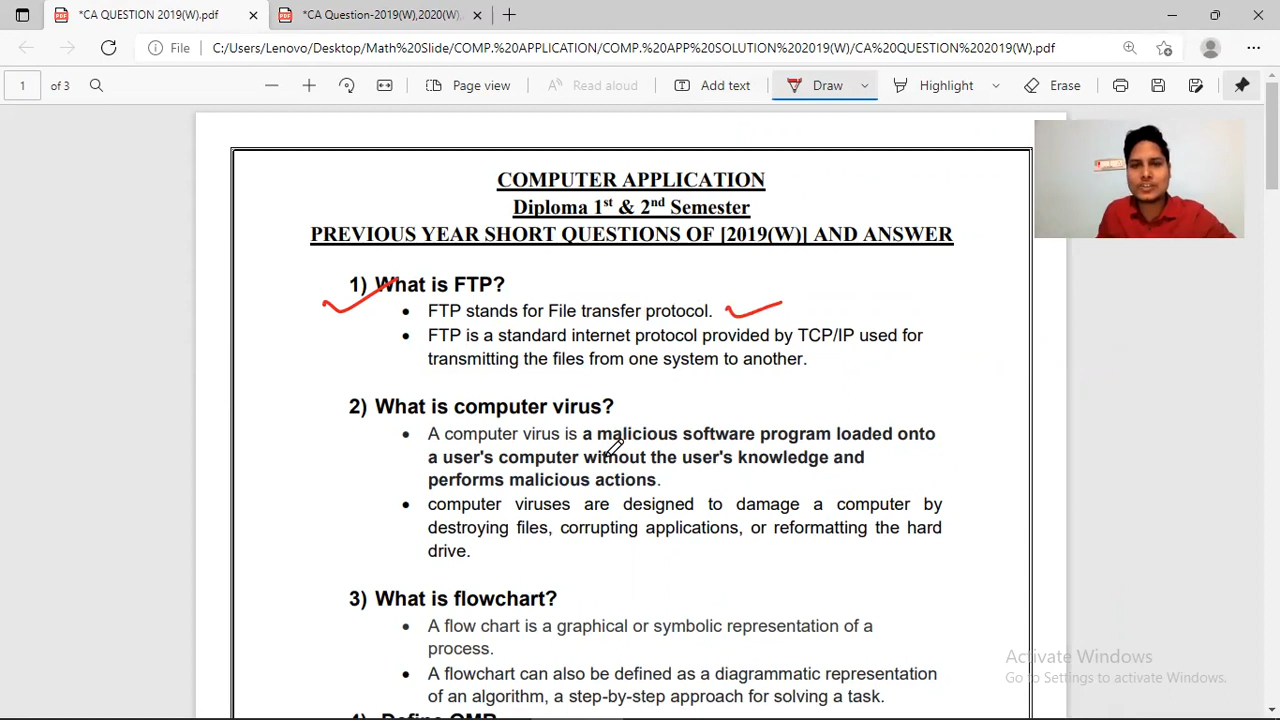 *CA QUESTION 2019(W).pdf
*CA Question-2019(W),2020(W).
File
C:/Users/Lenovo/Desktop/Math%20Slide/COMP.%20APPLICATION/COMP.%20APP%20SOLUTION%202019(W)/CA%20QUESTION%202019(W).pdf
1 of 3
Page view
Read aloud
Add text
Draw
Highlight
Erase
COMPUTER APPLICATION
Diploma 1st & 2nd Semester
PREVIOUS YEAR SHORT QUESTIONS OF [2019(W)] AND ANSWER
1) What is FTP?
• FTP stands for File transfer protocol.
• FTP is a standard internet protocol provided by TCP/IP used for
transmitting the files from one system to another.
2) What is computer virus?
• A computer virus is a malicious software program loaded onto
a user's computer without the user's knowledge and
performs malicious actions.
• computer viruses are designed to damage a computer by
destroying files, corrupting applications, or reformatting the hard
drive.
3) What is flowchart?
• A flow chart is a graphical or symbolic representation of a
process.
• A flowchart can also be defined as a diagrammatic representation
of an algorithm, a step-by-step approach for solving a task.
Activate Windows
Go to Settings to activate Windows.